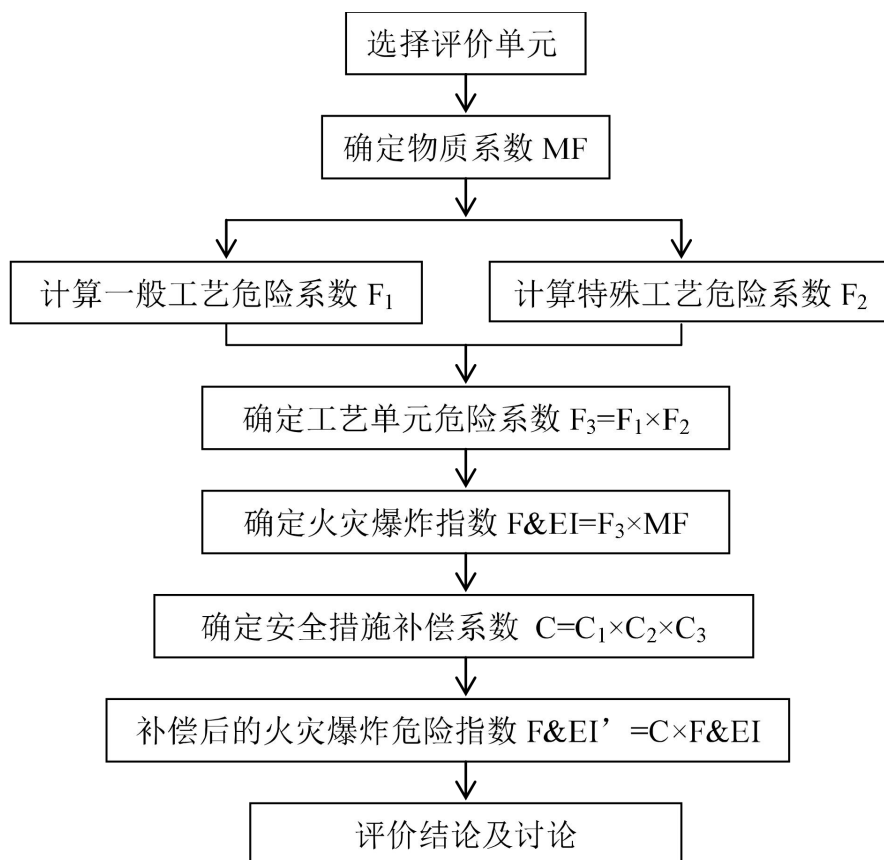 选择评价单元
确定物质系数 MF
计算一般工艺危险系数 F₁
计算特殊工艺危险系数 F₂
确定工艺单元危险系数 F₃=F₁×F₂
确定火灾爆炸指数 F&EI=F₃×MF
确定安全措施补偿系数 C=C₁×C₂×C₃
补偿后的火灾爆炸危险指数 F&EI’=C×F&EI
评价结论及讨论